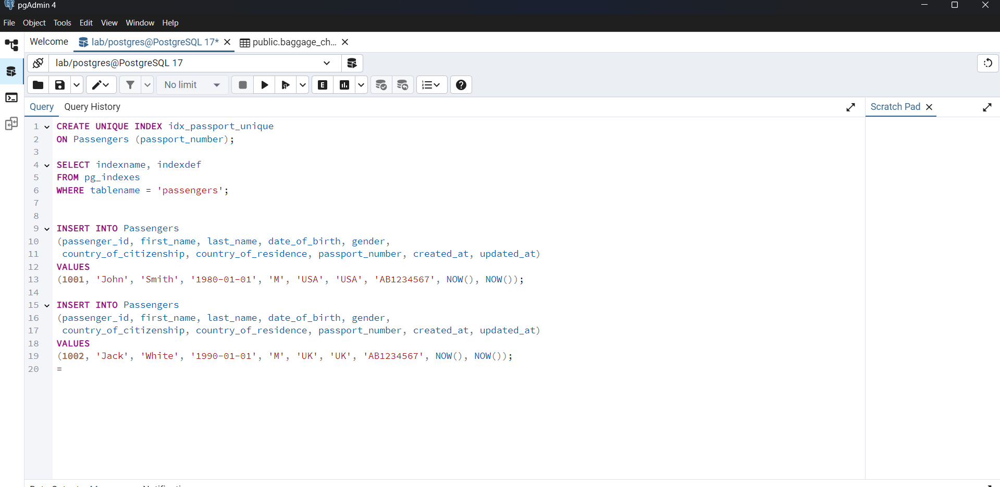 pgAdmin 4
File Object Tools Edit View Window Help
Welcome lab/postgres@PostgreSQL 17* public.baggage_ch...
lab/postgres@PostgreSQL 17
No limit
Query Query History Scratch Pad
1 CREATE UNIQUE INDEX idx_passport_unique
2 ON Passengers (passport_number);
3
4 SELECT indexname, indexdef
5 FROM pg_indexes
6 WHERE tablename = 'passengers';
7
8
9 INSERT INTO Passengers
10 (passenger_id, first_name, last_name, date_of_birth, gender,
11 country_of_citizenship, country_of_residence, passport_number, created_at, updated_at)
12 VALUES
13 (1001, 'John', 'Smith', '1980-01-01', 'M', 'USA', 'USA', 'AB1234567', NOW(), NOW());
14
15 INSERT INTO Passengers
16 (passenger_id, first_name, last_name, date_of_birth, gender,
17 country_of_citizenship, country_of_residence, passport_number, created_at, updated_at)
18 VALUES
19 (1002, 'Jack', 'White', '1990-01-01', 'M', 'UK', 'UK', 'AB1234567', NOW(), NOW());
20 =